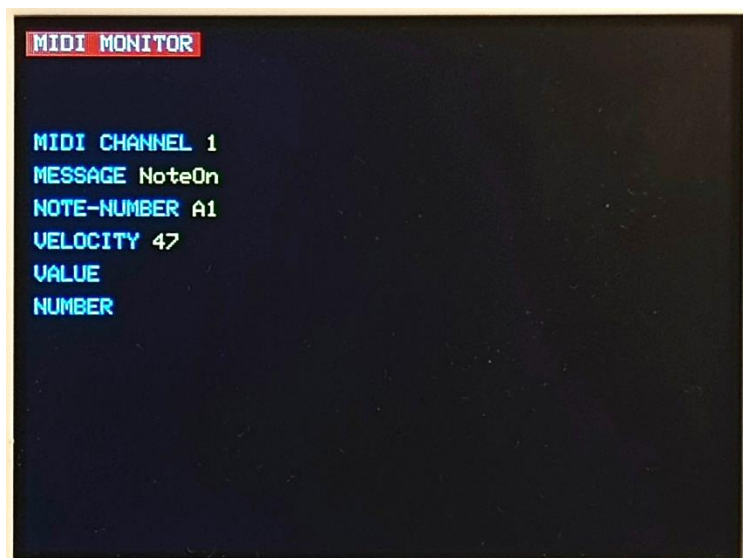 MIDI MONITOR
MIDI CHANNEL 1
MESSAGE NoteOn
NOTE-NUMBER A1
VELOCITY 47
VALUE
NUMBER